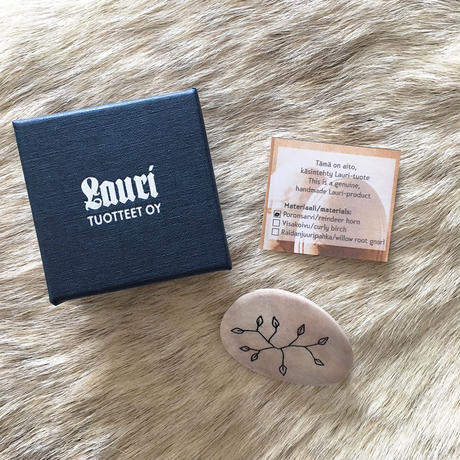 Lauri
TUOTTEET OY
Tämä on aito,
käsintehty Lauri-tuote
This is a genuine,
handmade Lauri-product
Materiaali/materials:
Poronsarvi/reindeer horn
Visakoivu/curly birch
Raidanjuuripahka/willow root gnarl